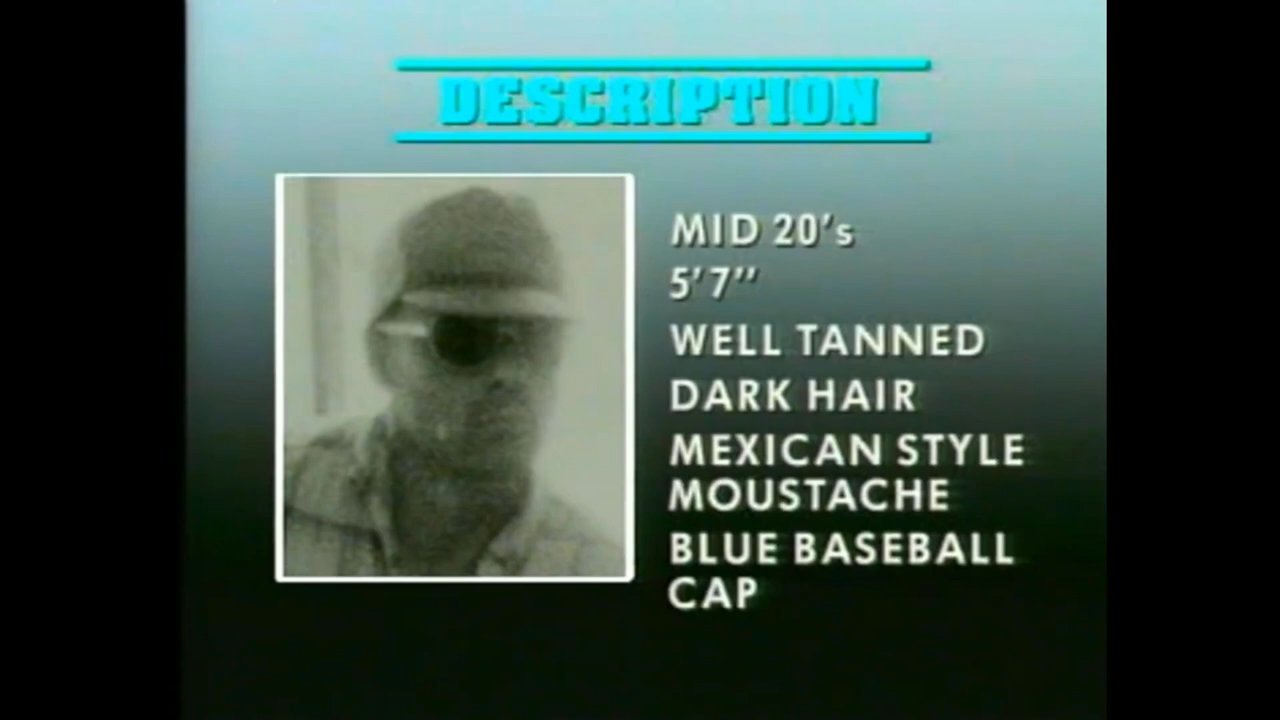 DESCRIPTION
MID 20's
5'7"
WELL TANNED
DARK HAIR
MEXICAN STYLE
MOUSTACHE
BLUE BASEBALL
CAP